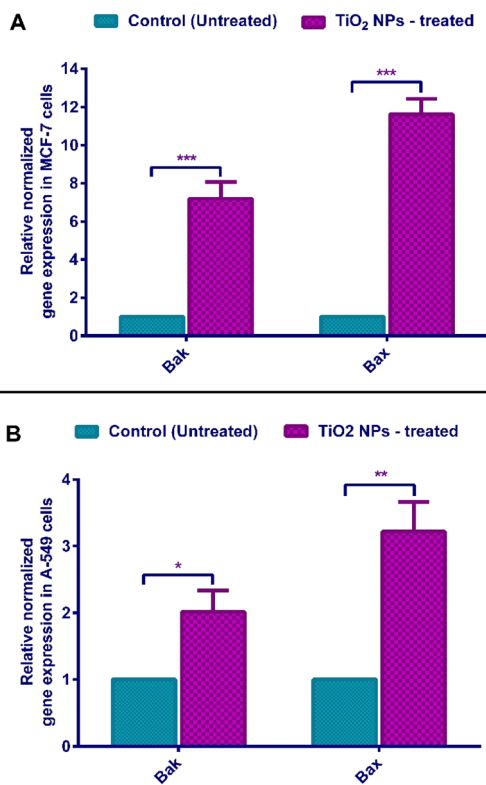 A
Control (Untreated)
TiO₂ NPs - treated
Relative normalized
gene expression in MCF-7 cells
14
12
10
8
6
4
2
0
***
***
Bak
Bax
B
Control (Untreated)
TiO2 NPs - treated
Relative normalized
gene expression in A-549 cells
4
3
2
1
0
*
**
Bak
Bax